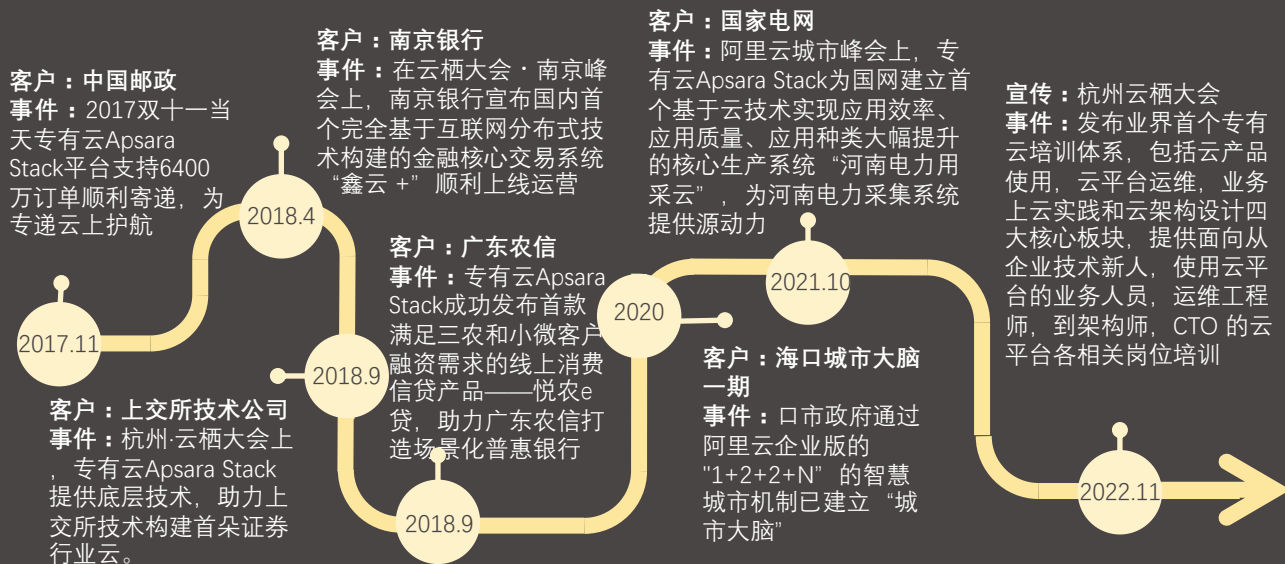 客户：中国邮政
事件：2017双十一当
天专有云Apsara
Stack平台支持6400
万订单顺利寄递，为
专递云上护航
2017.11
客户：南京银行
事件：在云栖大会·南京峰
会上，南京银行宣布国内首
个完全基于互联网分布式技
术构建的金融核心交易系统
“鑫云 +”顺利上线运营
2018.4
客户：上交所技术公司
事件：杭州·云栖大会上
，专有云Apsara Stack
提供底层技术，助力上
交所技术构建首朵证券
行业云。
2018.9
客户：广东农信
事件：专有云Apsara
Stack成功发布首款
满足三农和小微客户
融资需求的线上消费
信贷产品——悦农e
贷，助力广东农信打
造场景化普惠银行
2018.9
2020
客户：海口城市大脑
一期
事件：口市政府通过
阿里云企业版的
"1+2+2+N”的智慧
城市机制已建立“城
市大脑”
客户：国家电网
事件：阿里云城市峰会上，专
有云Apsara Stack为国网建立首
个基于云技术实现应用效率、
应用质量、应用种类大幅提升
的核心生产系统“河南电力用
采云”，为河南电力采集系统
提供源动力
2021.10
宣传：杭州云栖大会
事件：发布业界首个专有
云培训体系，包括云产品
使用，云平台运维，业务
上云实践和云架构设计四
大核心板块，提供面向从
企业技术新人，使用云平
台的业务人员，运维工程
师，到架构师，CTO 的云
平台各相关岗位培训
2022.11